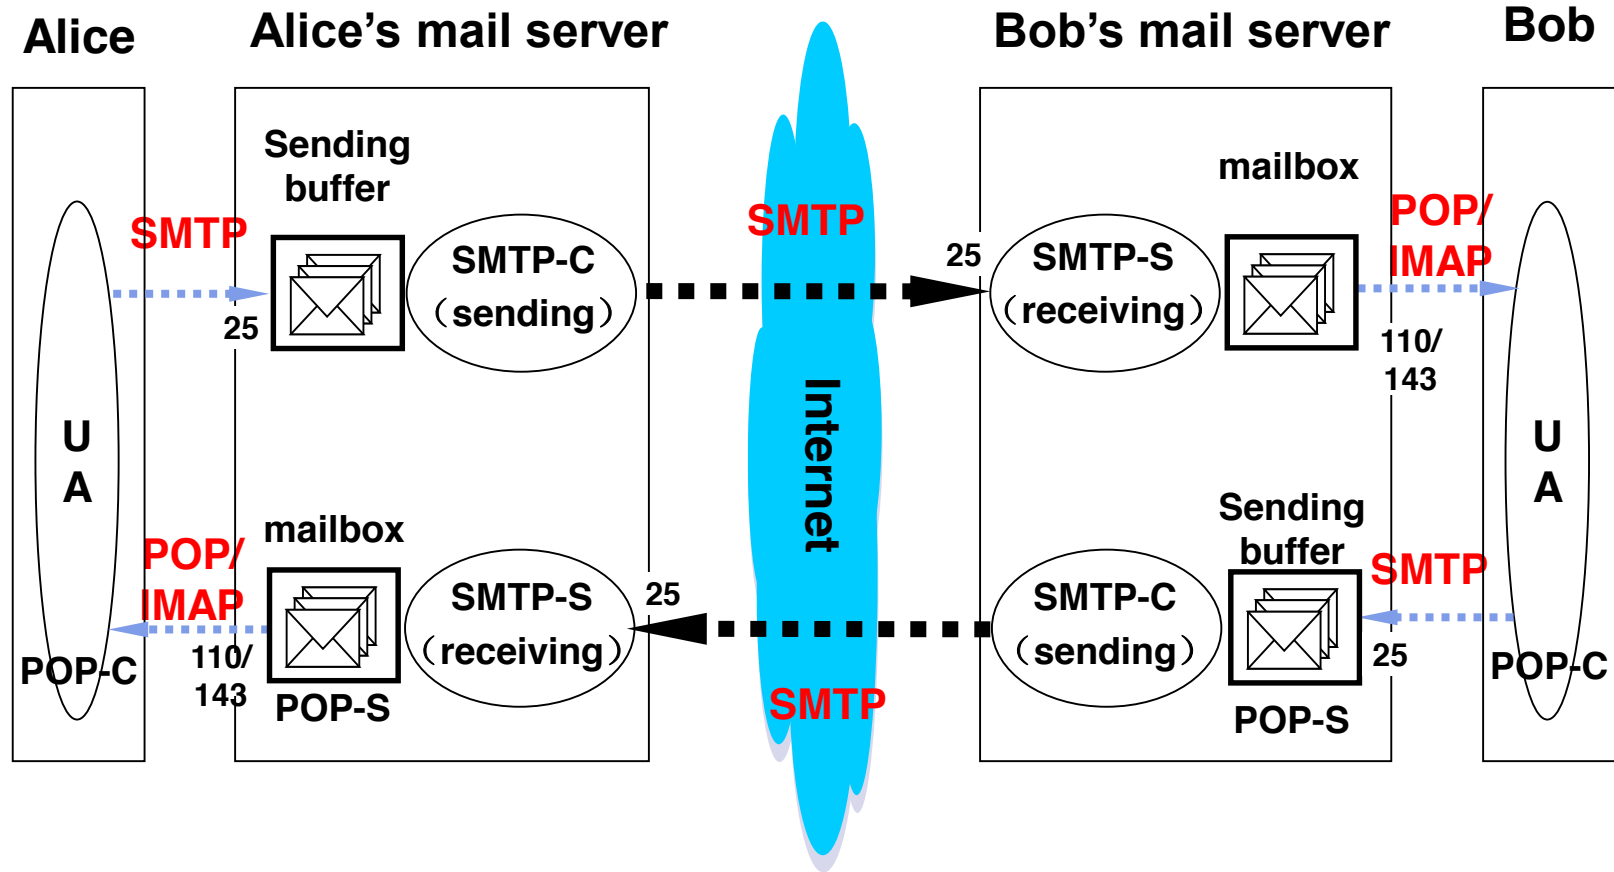 Alice
Alice's mail server
Bob's mail server
Bob
Sending
buffer
SMTP
25
SMTP-C
(sending)
SMTP
25
SMTP-S
(receiving)
mailbox
POP/
IMAP
110/
143
U
A
Internet
U
A
mailbox
POP/
IMAP
110/
143
POP-C
POP-S
SMTP-S
(receiving)
25
SMTP
SMTP-C
(sending)
Sending
buffer
SMTP
25
POP-S
POP-C